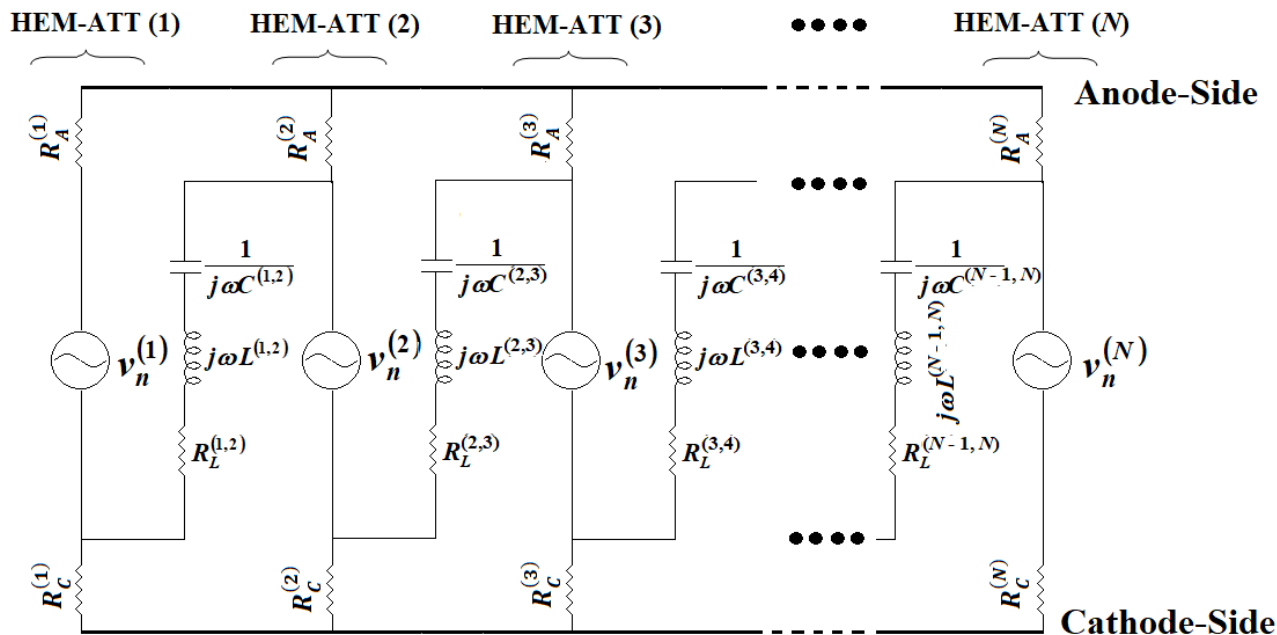 HEM-ATT (1) HEM-ATT (2) HEM-ATT (3) HEM-ATT (N)
Anode-Side
R_A^(1) R_A^(2) R_A^(3) R_A^(N)
1/jωC^(1,2) 1/jωC^(2,3) 1/jωC^(3,4) 1/jωC^(N-1, N)
v_n^(1) jωL^(1,2) v_n^(2) jωL^(2,3) v_n^(3) jωL^(3,4) jωL^(N-1, N) v_n^(N)
R_L^(1,2) R_L^(2,3) R_L^(3,4) R_L^(N-1, N)
R_C^(1) R_C^(2) R_C^(3) R_C^(N)
Cathode-Side